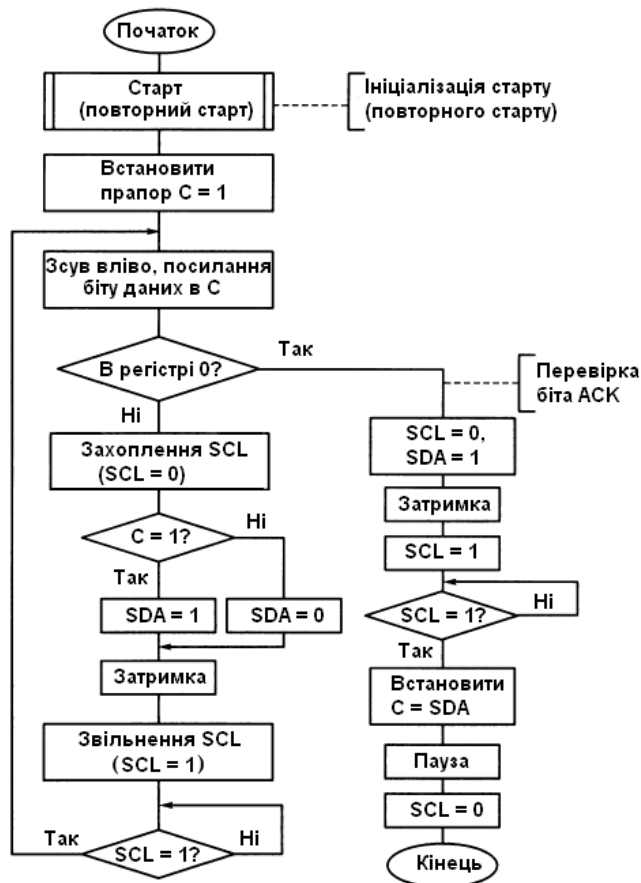 Початок
Старт
(повторний старт)
Ініціалізація старту
(повторного старту)
Встановити
прапор C = 1
Зсув вліво, посилання
біту даних в C
В регістрі 0?
Так
Ні
Перевірка
біта ACK
Захоплення SCL
(SCL = 0)
C = 1?
Ні
Так
SDA = 1
SDA = 0
Затримка
Звільнення SCL
(SCL = 1)
Так
SCL = 1?
Ні
SCL = 0,
SDA = 1
Затримка
SCL = 1
SCL = 1?
Ні
Так
Встановити
C = SDA
Пауза
SCL = 0
Кінець